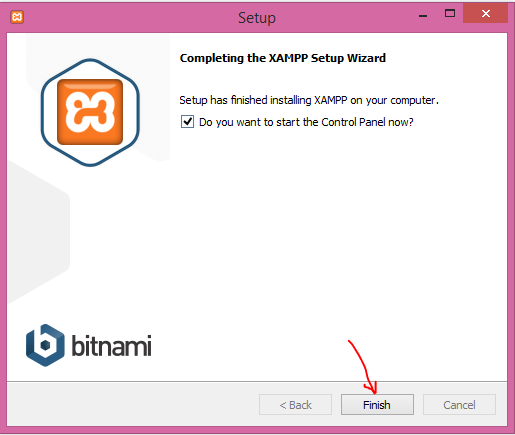 Setup
Completing the XAMPP Setup Wizard
Setup has finished installing XAMPP on your computer.
Do you want to start the Control Panel now?
bitnami
< Back
Finish
Cancel